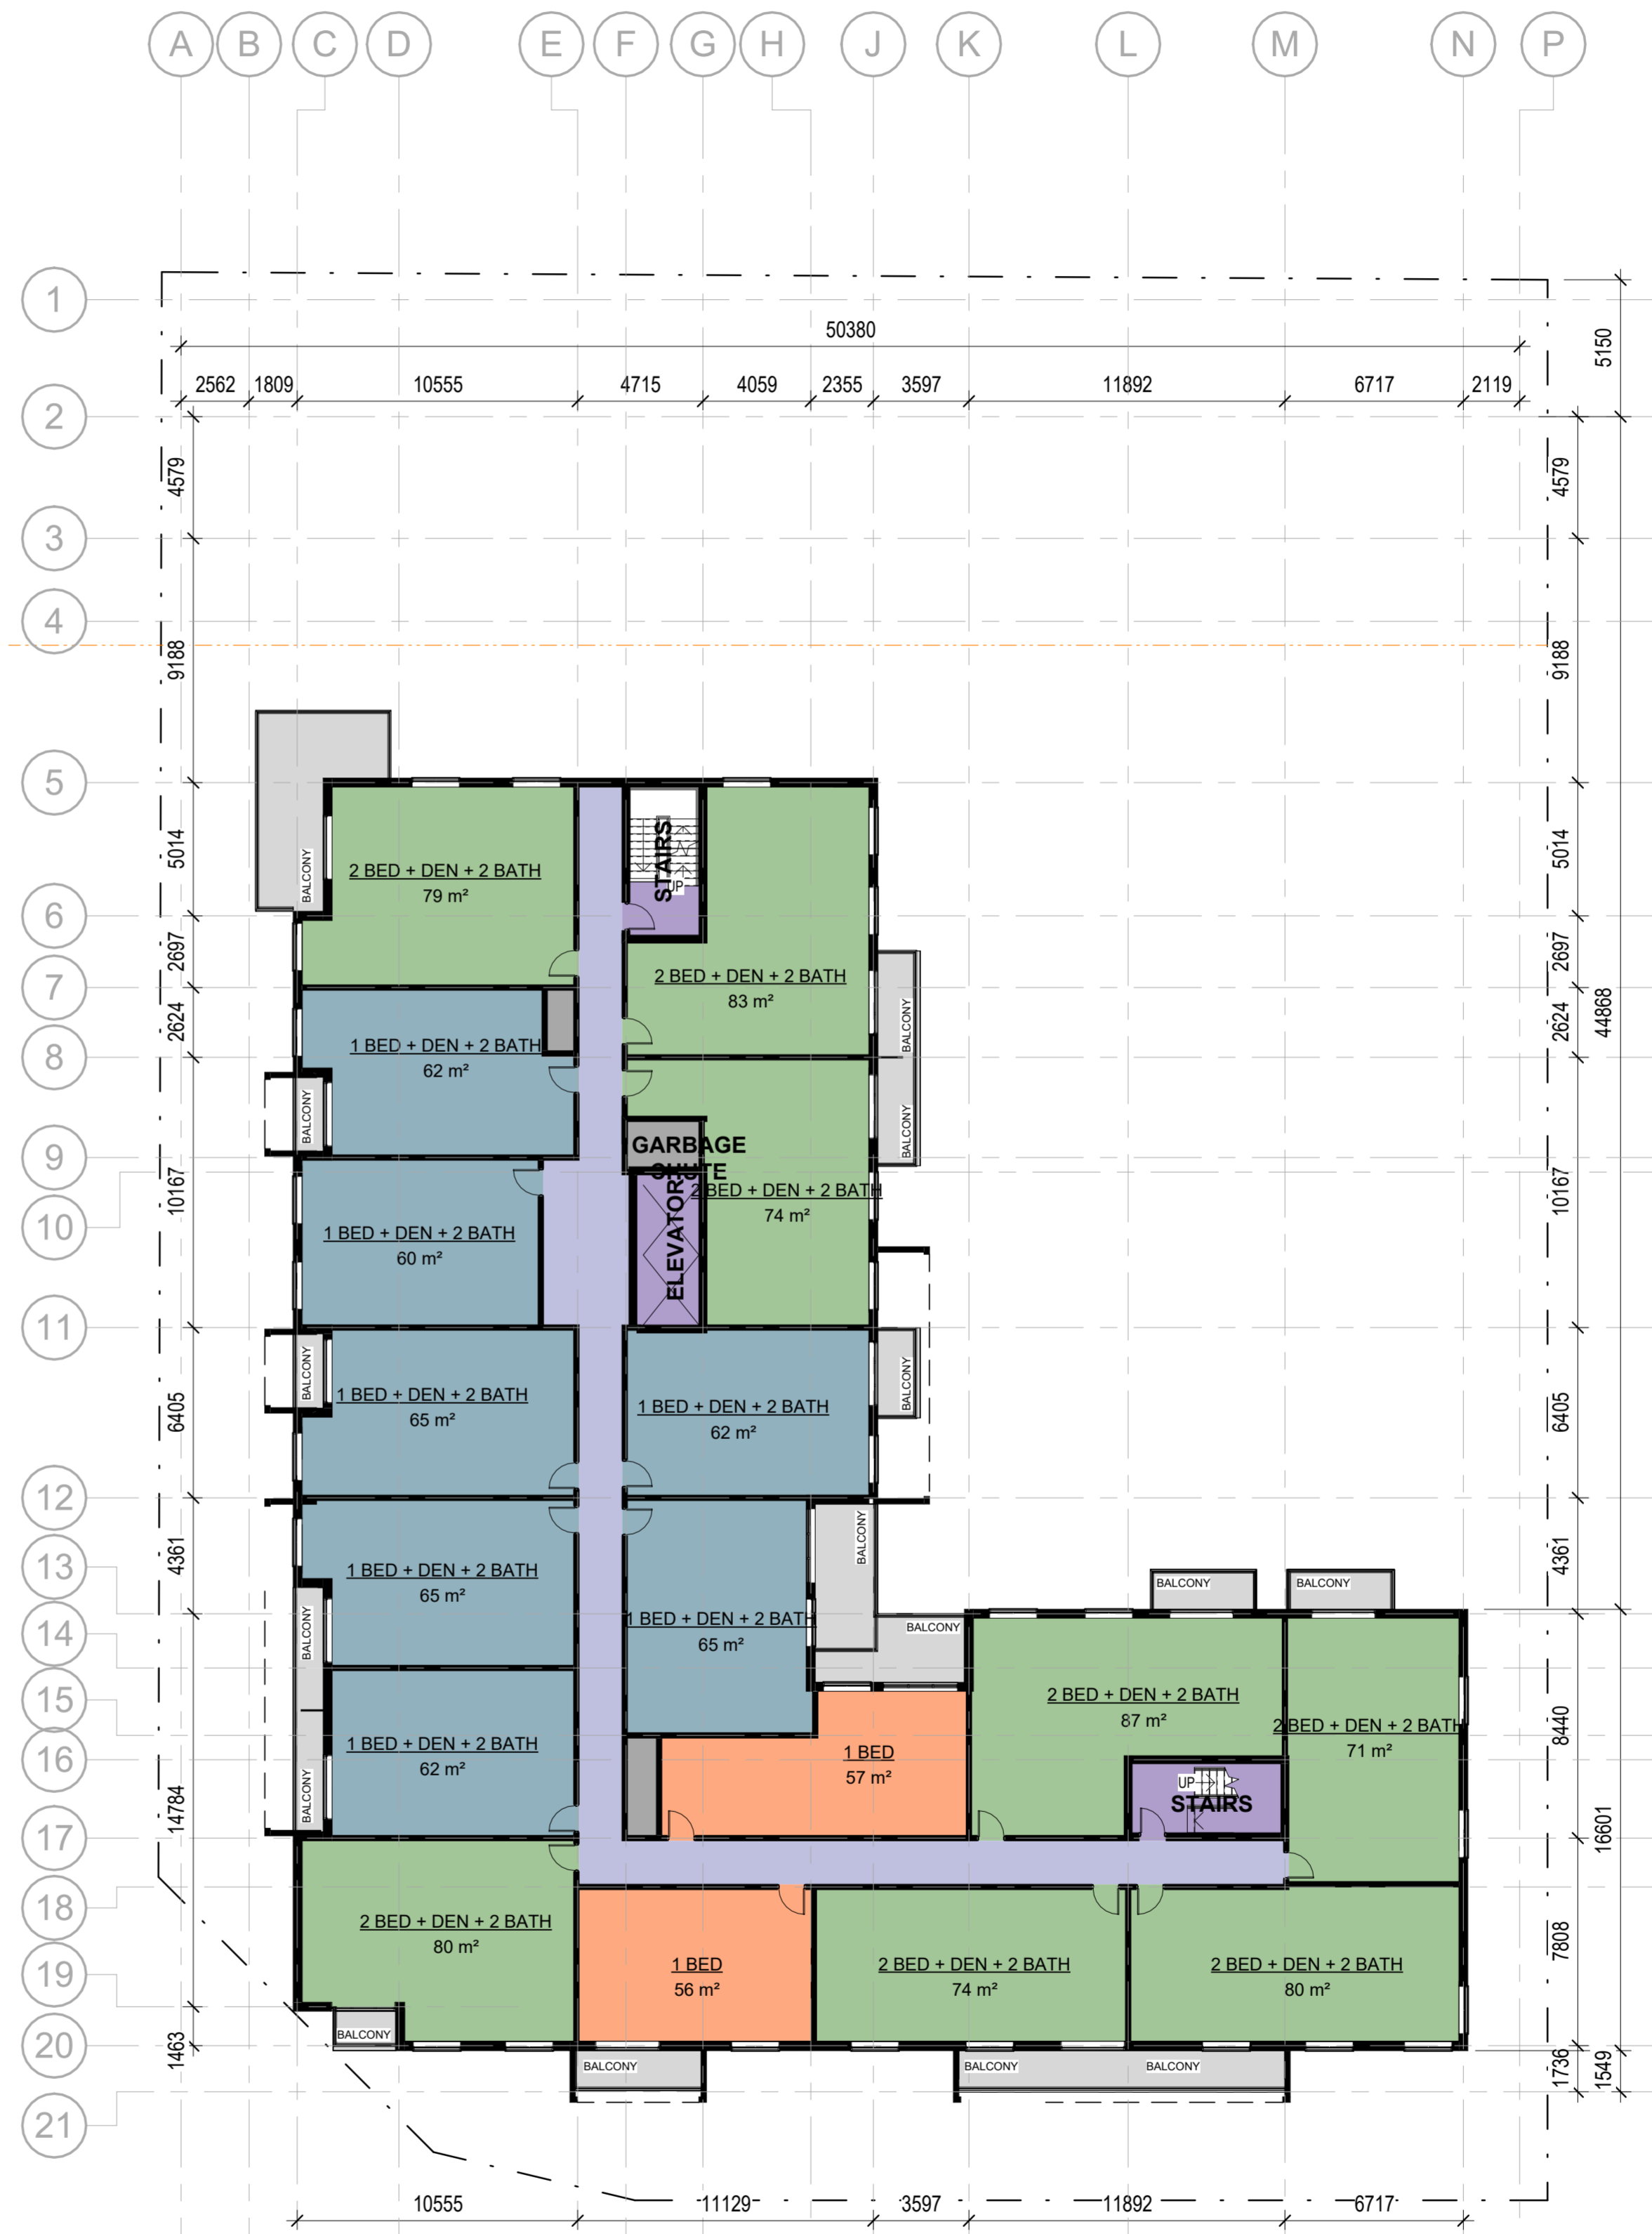 A B C D E F G H J K L M N P
1
50380
5150
2562 1809 10555 4715 4059 2355 3597 11892 6717 2119
2
4579 4579
3
4
9188 9188
5
5014 5014
BALCONY
2 BED + DEN + 2 BATH
79 m²
STAIRS
UP
6
2697 2697
2 BED + DEN + 2 BATH
83 m²
7
2624 2624
44868
BALCONY
1 BED + DEN + 2 BATH
62 m²
8
BALCONY
BALCONY
9
GARBAGE
CHUTE
10167 10167
2 BED + DEN + 2 BATH
74 m²
10
1 BED + DEN + 2 BATH
60 m²
ELEVATOR
11
BALCONY
1 BED + DEN + 2 BATH
65 m²
1 BED + DEN + 2 BATH
62 m²
BALCONY
6405 6405
12
BALCONY
4361 4361
13
1 BED + DEN + 2 BATH
65 m²
BALCONY BALCONY
14
BALCONY
1 BED + DEN + 2 BATH
65 m²
BALCONY
15
2 BED + DEN + 2 BATH
87 m²
8440
2 BED + DEN + 2 BATH
71 m²
16
1 BED + DEN + 2 BATH
62 m²
1 BED
57 m²
BALCONY
UP
STAIRS
14784
16601
17
18
2 BED + DEN + 2 BATH
80 m²
7808
19
1 BED
56 m²
2 BED + DEN + 2 BATH
74 m²
2 BED + DEN + 2 BATH
80 m²
BALCONY
20
1463
BALCONY BALCONY BALCONY
1736 1549
21
10555 11129 3597 11892 6717